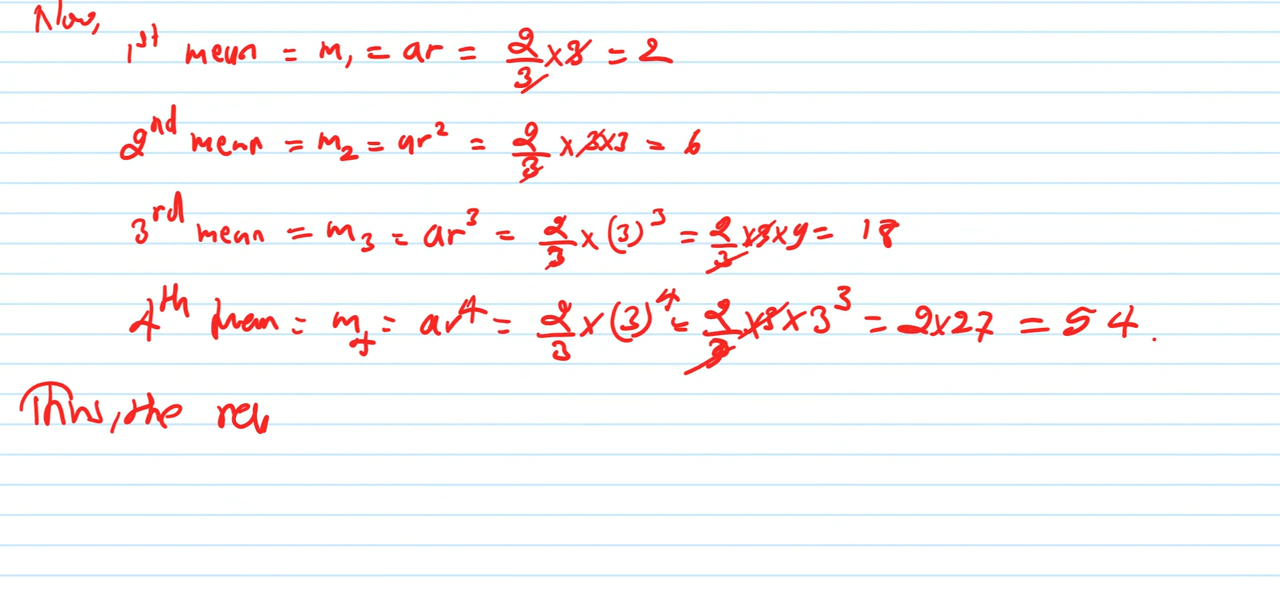 Now,
1st mean = m₁ = ar = 2/3 × 3 = 2
2nd mean = m₂ = ar² = 2/3 × 3×3 = 6
3rd mean = m₃ = ar³ = 2/3 × (3)³ = 2/3 × 3 × 9 = 18
4th mean = m₄ = ar⁴ = 2/3 × (3)⁴ = 2/3 × 3 × 3³ = 2×27 = 54.
Thus, the req